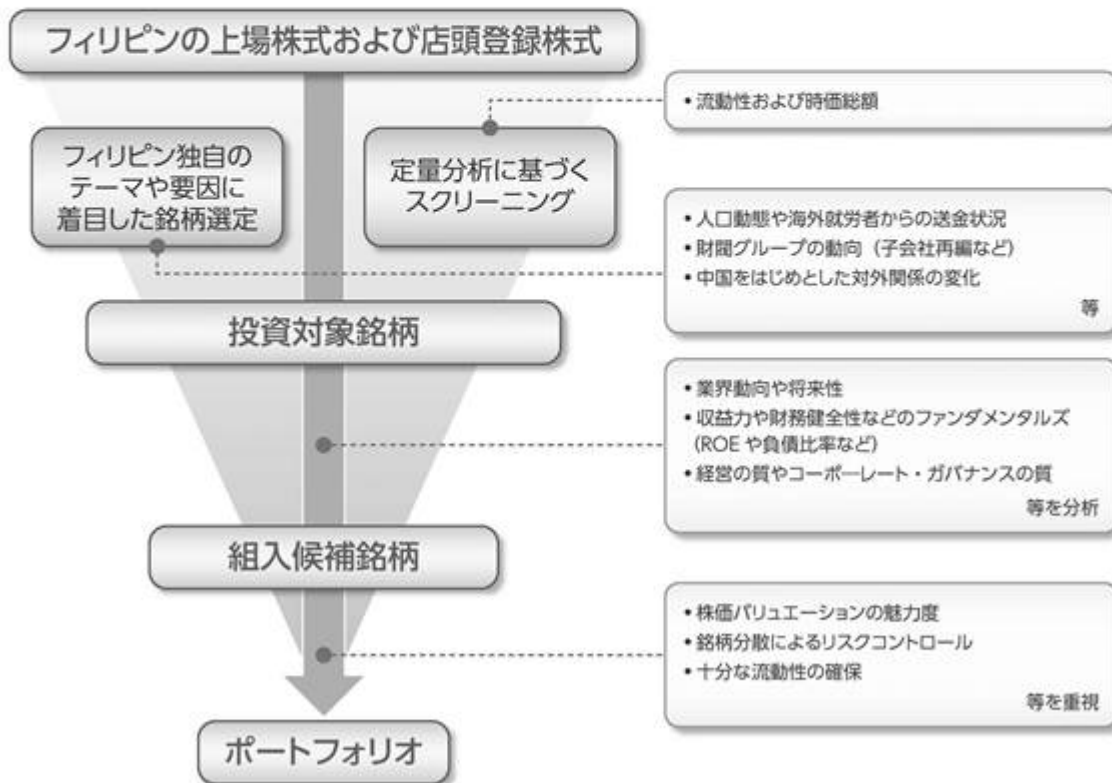 フィリピンの上場株式および店頭登録株式
• 流動性および時価総額
フィリピン独自の
テーマや要因に
着目した銘柄選定
定量分析に基づく
スクリーニング
• 人口動態や海外就労者からの送金状況
• 財閥グループの動向（子会社再編など）
• 中国をはじめとした対外関係の変化
等
投資対象銘柄
• 業界動向や将来性
• 収益力や財務健全性などのファンダメンタルズ
（ROE や負債比率など）
• 経営の質やコーポーレート・ガバナンスの質
等を分析
組入候補銘柄
• 株価バリュエーションの魅力度
• 銘柄分散によるリスクコントロール
• 十分な流動性の確保
等を重視
ポートフォリオ